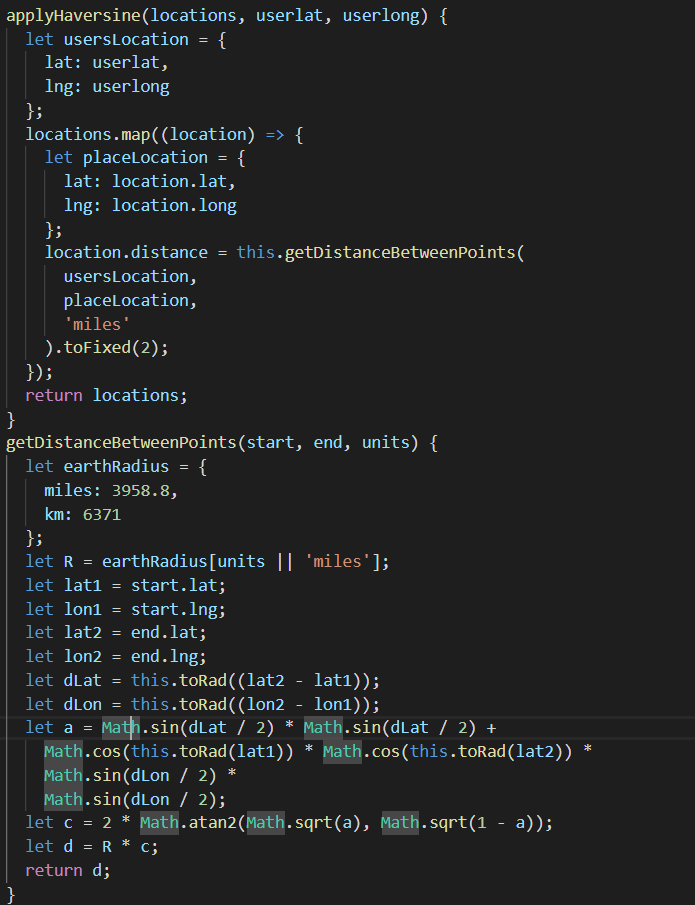 applyHaversine(locations, userlat, userlong) {
  let usersLocation = {
    lat: userlat,
    lng: userlong
  };
  locations.map((location) => {
    let placeLocation = {
      lat: location.lat,
      lng: location.long
    };
    location.distance = this.getDistanceBetweenPoints(
      usersLocation,
      placeLocation,
      'miles'
    ).toFixed(2);
  });
  return locations;
}
getDistanceBetweenPoints(start, end, units) {
  let earthRadius = {
    miles: 3958.8,
    km: 6371
  };
  let R = earthRadius[units || 'miles'];
  let lat1 = start.lat;
  let lon1 = start.lng;
  let lat2 = end.lat;
  let lon2 = end.lng;
  let dLat = this.toRad((lat2 - lat1));
  let dLon = this.toRad((lon2 - lon1));
  let a = Math.sin(dLat / 2) * Math.sin(dLat / 2) +
    Math.cos(this.toRad(lat1)) * Math.cos(this.toRad(lat2)) *
    Math.sin(dLon / 2) *
    Math.sin(dLon / 2);
  let c = 2 * Math.atan2(Math.sqrt(a), Math.sqrt(1 - a));
  let d = R * c;
  return d;
}